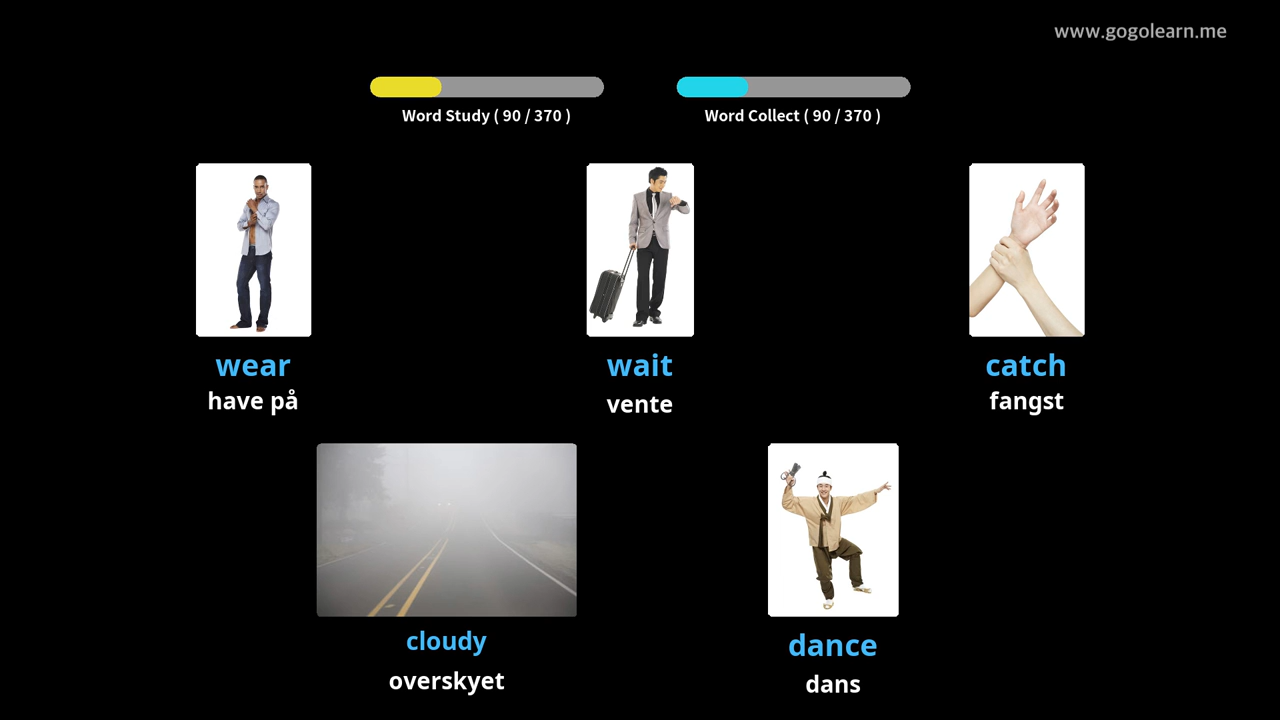 www.gogolearn.me
Word Study ( 90 / 370 )
Word Collect ( 90 / 370 )
wear
have på
wait
vente
catch
fangst
cloudy
overskyet
dance
dans